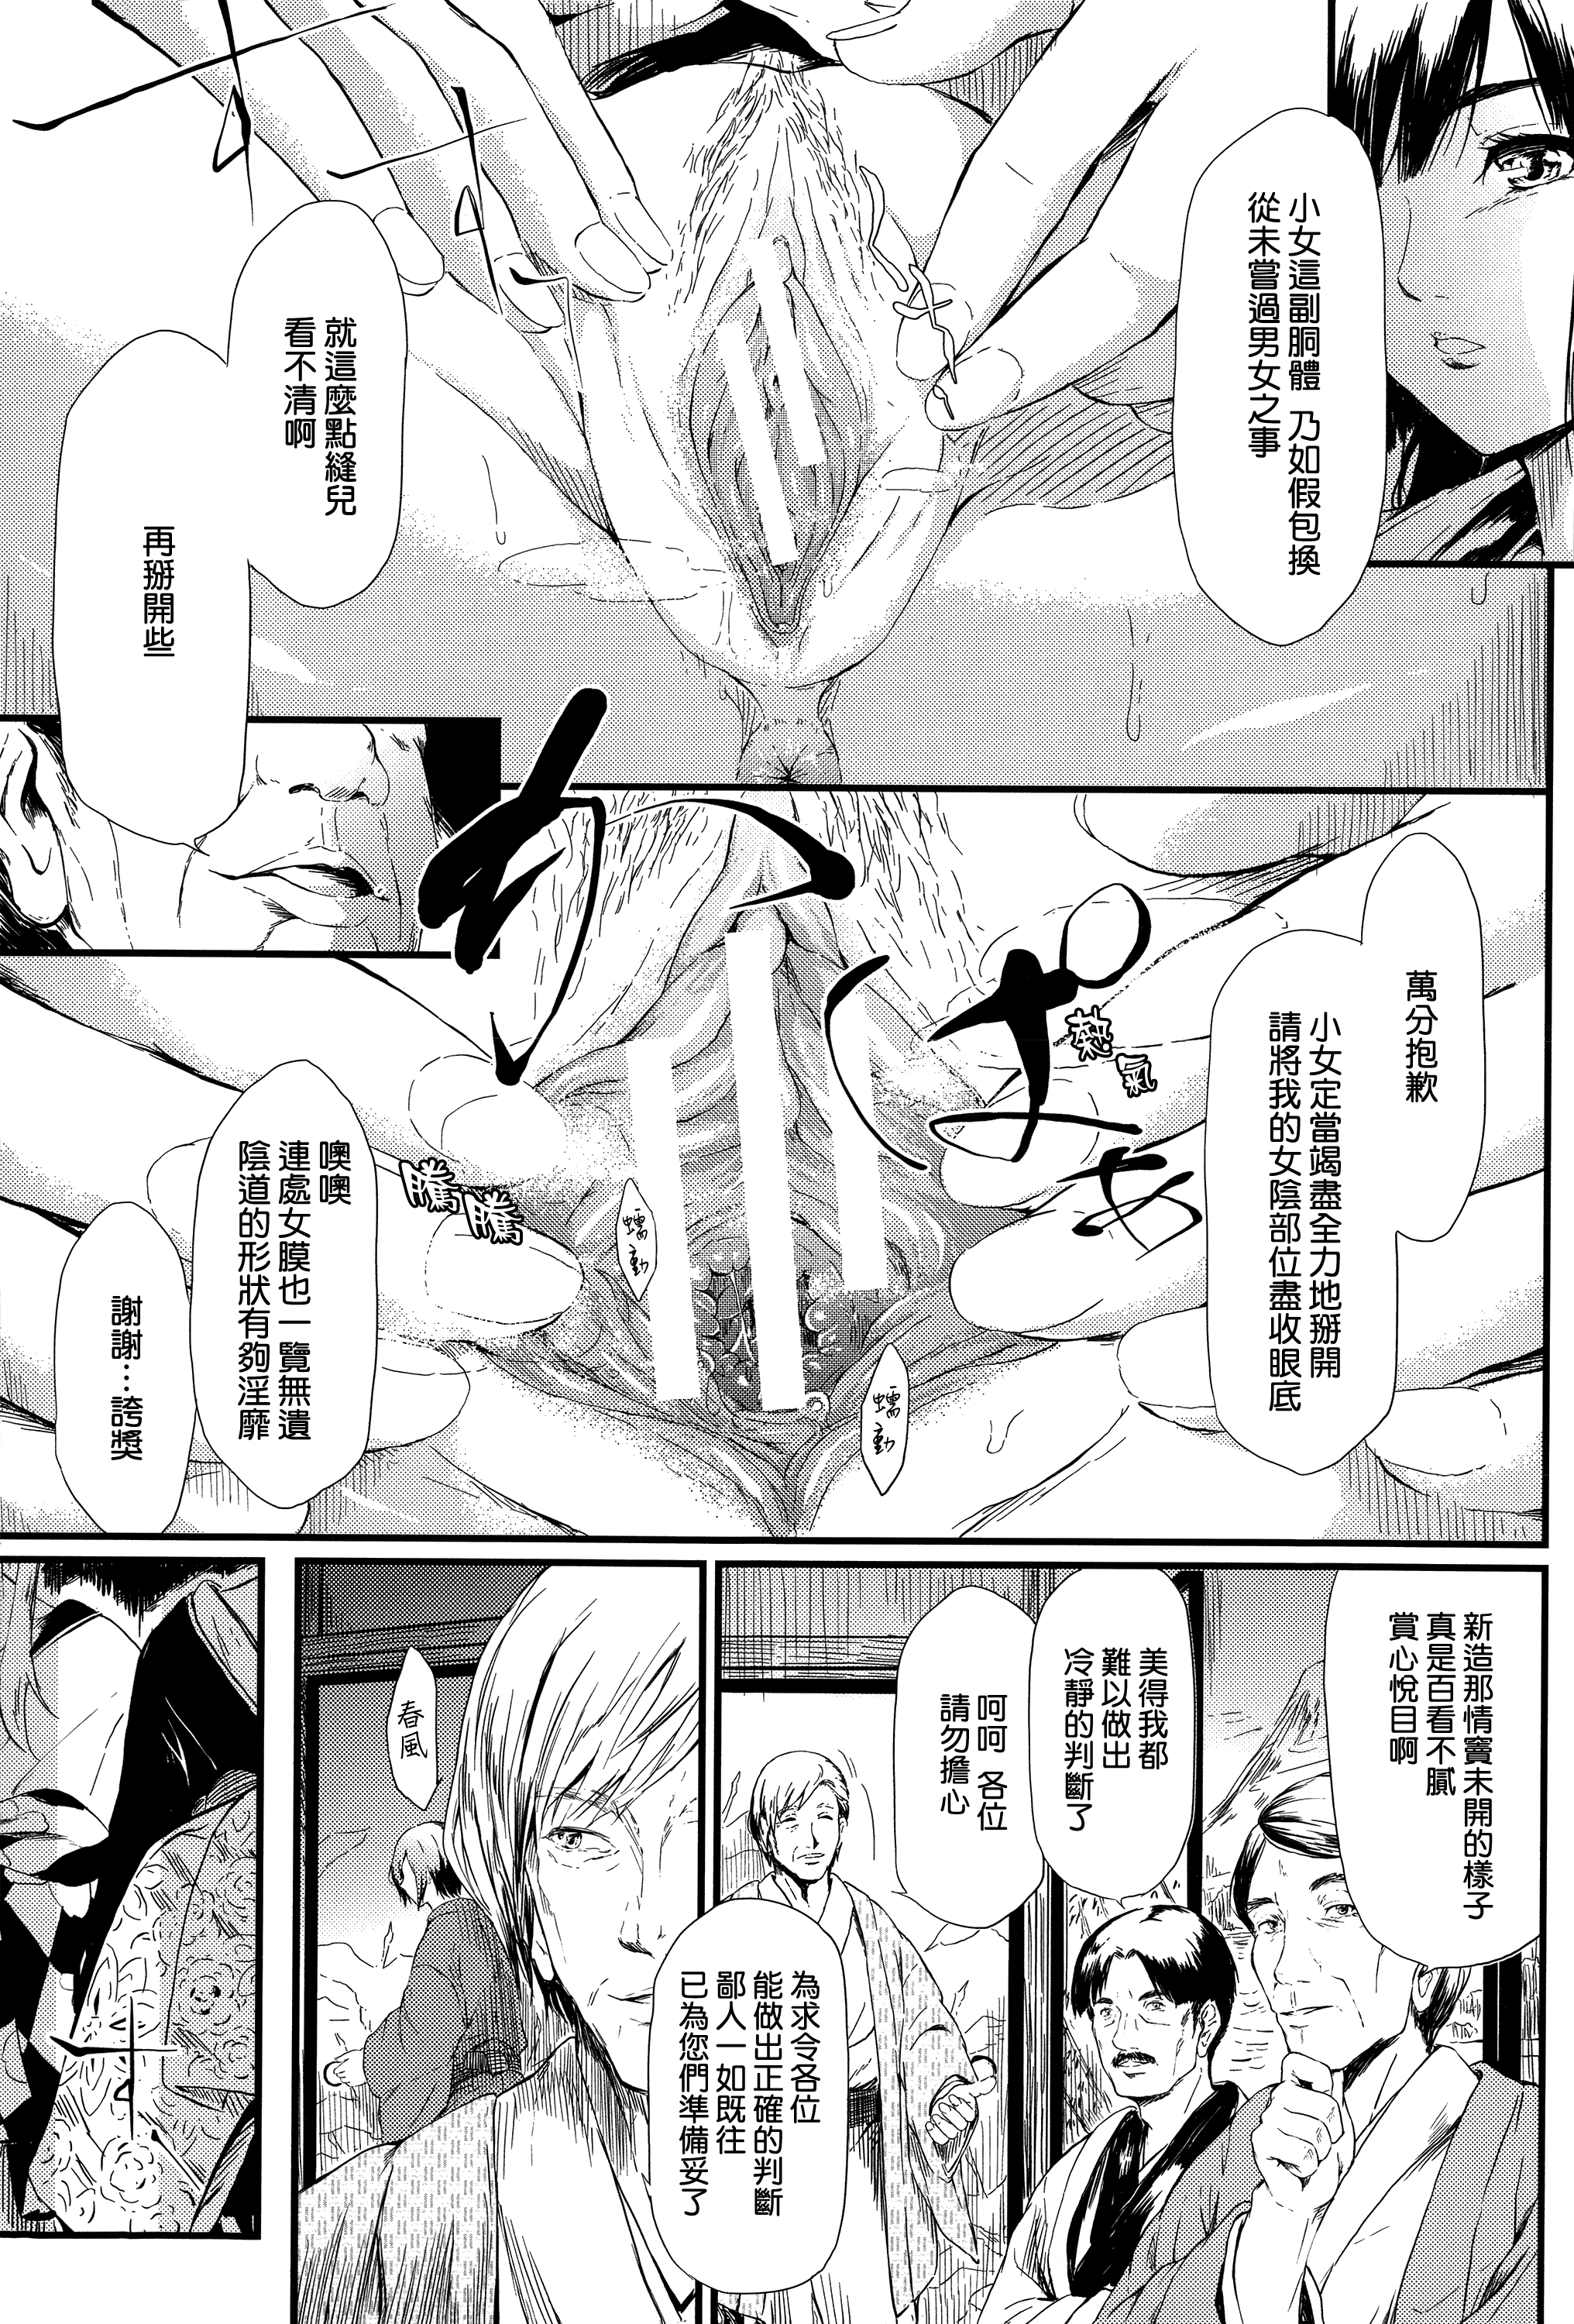 小女這副胴體 乃如假包換
從未嘗過男女之事
就這麼點縫兒
看不清啊
再掰開些
萬分抱歉
小女定當竭盡全力地掰開
請將我的女陰部位盡收眼底
熱氣
騰騰
蠕動
蠕動
噢噢
連處女膜也一覽無遺
陰道的形狀有夠淫靡
謝謝…誇獎
新造那情竇未開的樣子
真是百看不膩
賞心悅目啊
美得我都
難以做出
冷靜的判斷了
呵呵 各位
請勿擔心
為求令各位
能做出正確的判斷
鄙人一如既往
已為您們準備妥了
春風